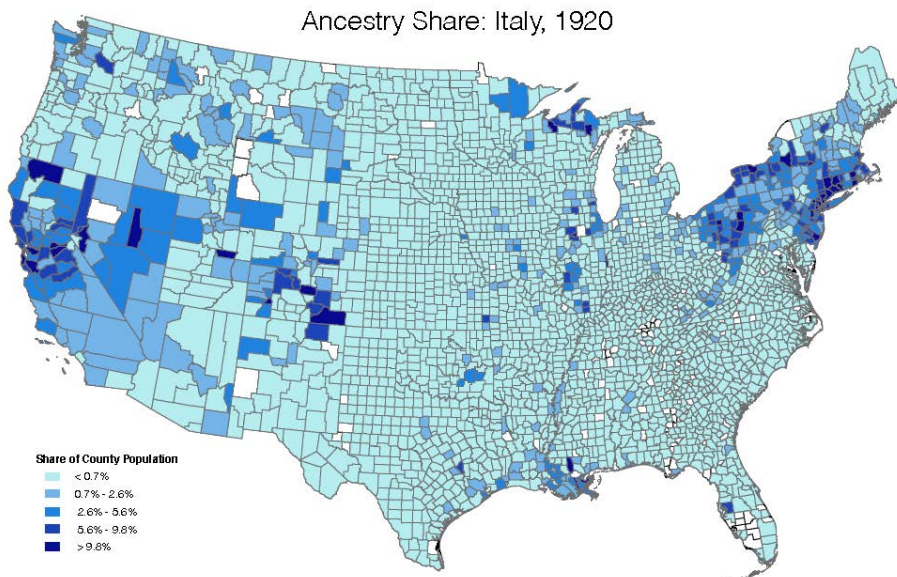 Ancestry Share: Italy, 1920
Share of County Population
< 0.7%
0.7% - 2.6%
2.6% - 5.6%
5.6% - 9.8%
> 9.8%